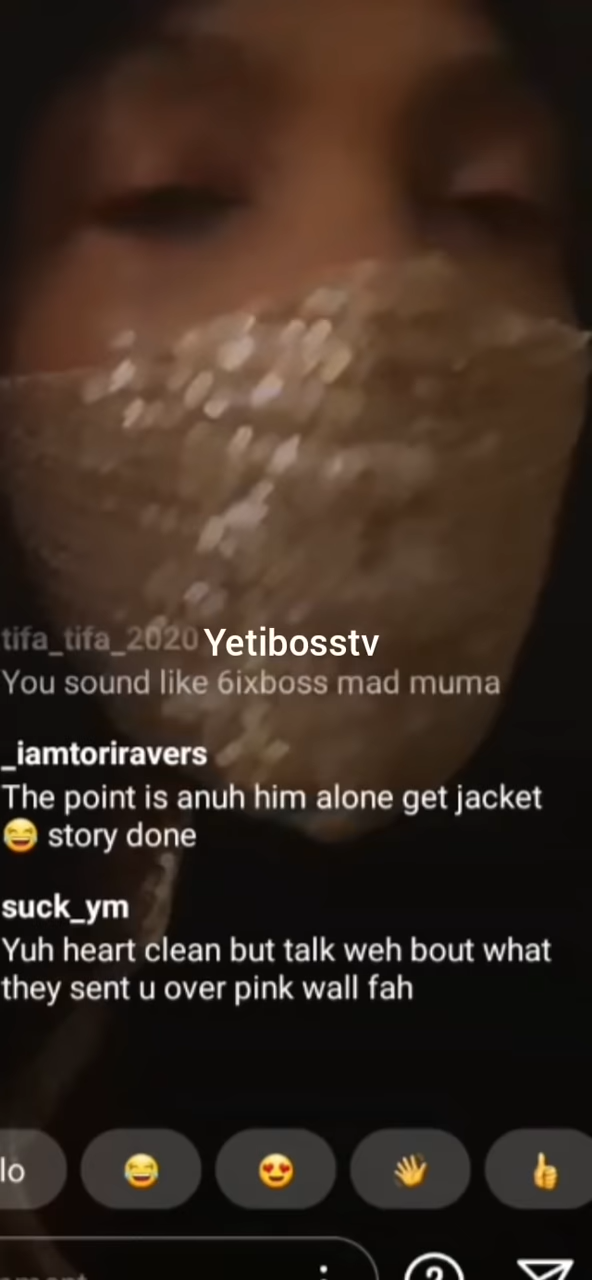 tifa_tifa_2020
Yetibosstv
You sound like 6ixboss mad muma
_iamtoriravers
The point is anuh him alone get jacket
😂 story done
suck_ym
Yuh heart clean but talk weh bout what
they sent u over pink wall fah
lo